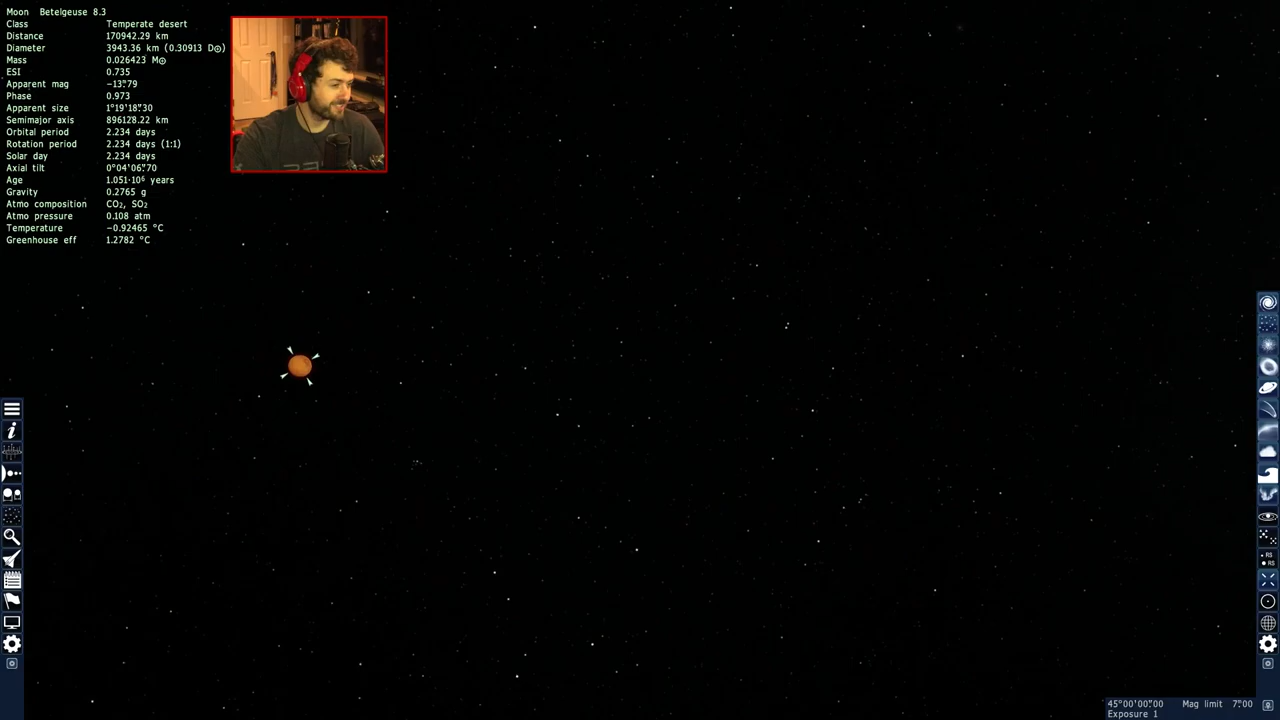 Moon Betelgeuse 8.3
Class Temperate desert
Distance 170942.29 km
Diameter 3943.36 km (0.30913 D⊕)
Mass 0.026423 M⊕
ESI 0.735
Apparent mag −13ᵐ79
Phase 0.973
Apparent size 1°19'18"30
Semimajor axis 896128.22 km
Orbital period 2.234 days
Rotation period 2.234 days (1:1)
Solar day 2.234 days
Axial tilt 0°04'06"70
Age 1.051·10⁶ years
Gravity 0.2765 g
Atmo composition CO₂, SO₂
Atmo pressure 0.108 atm
Temperature −0.92465 °C
Greenhouse eff 1.2782 °C
RS
RS
45°00'00"00 Mag limit 7ᵐ00
Exposure 1